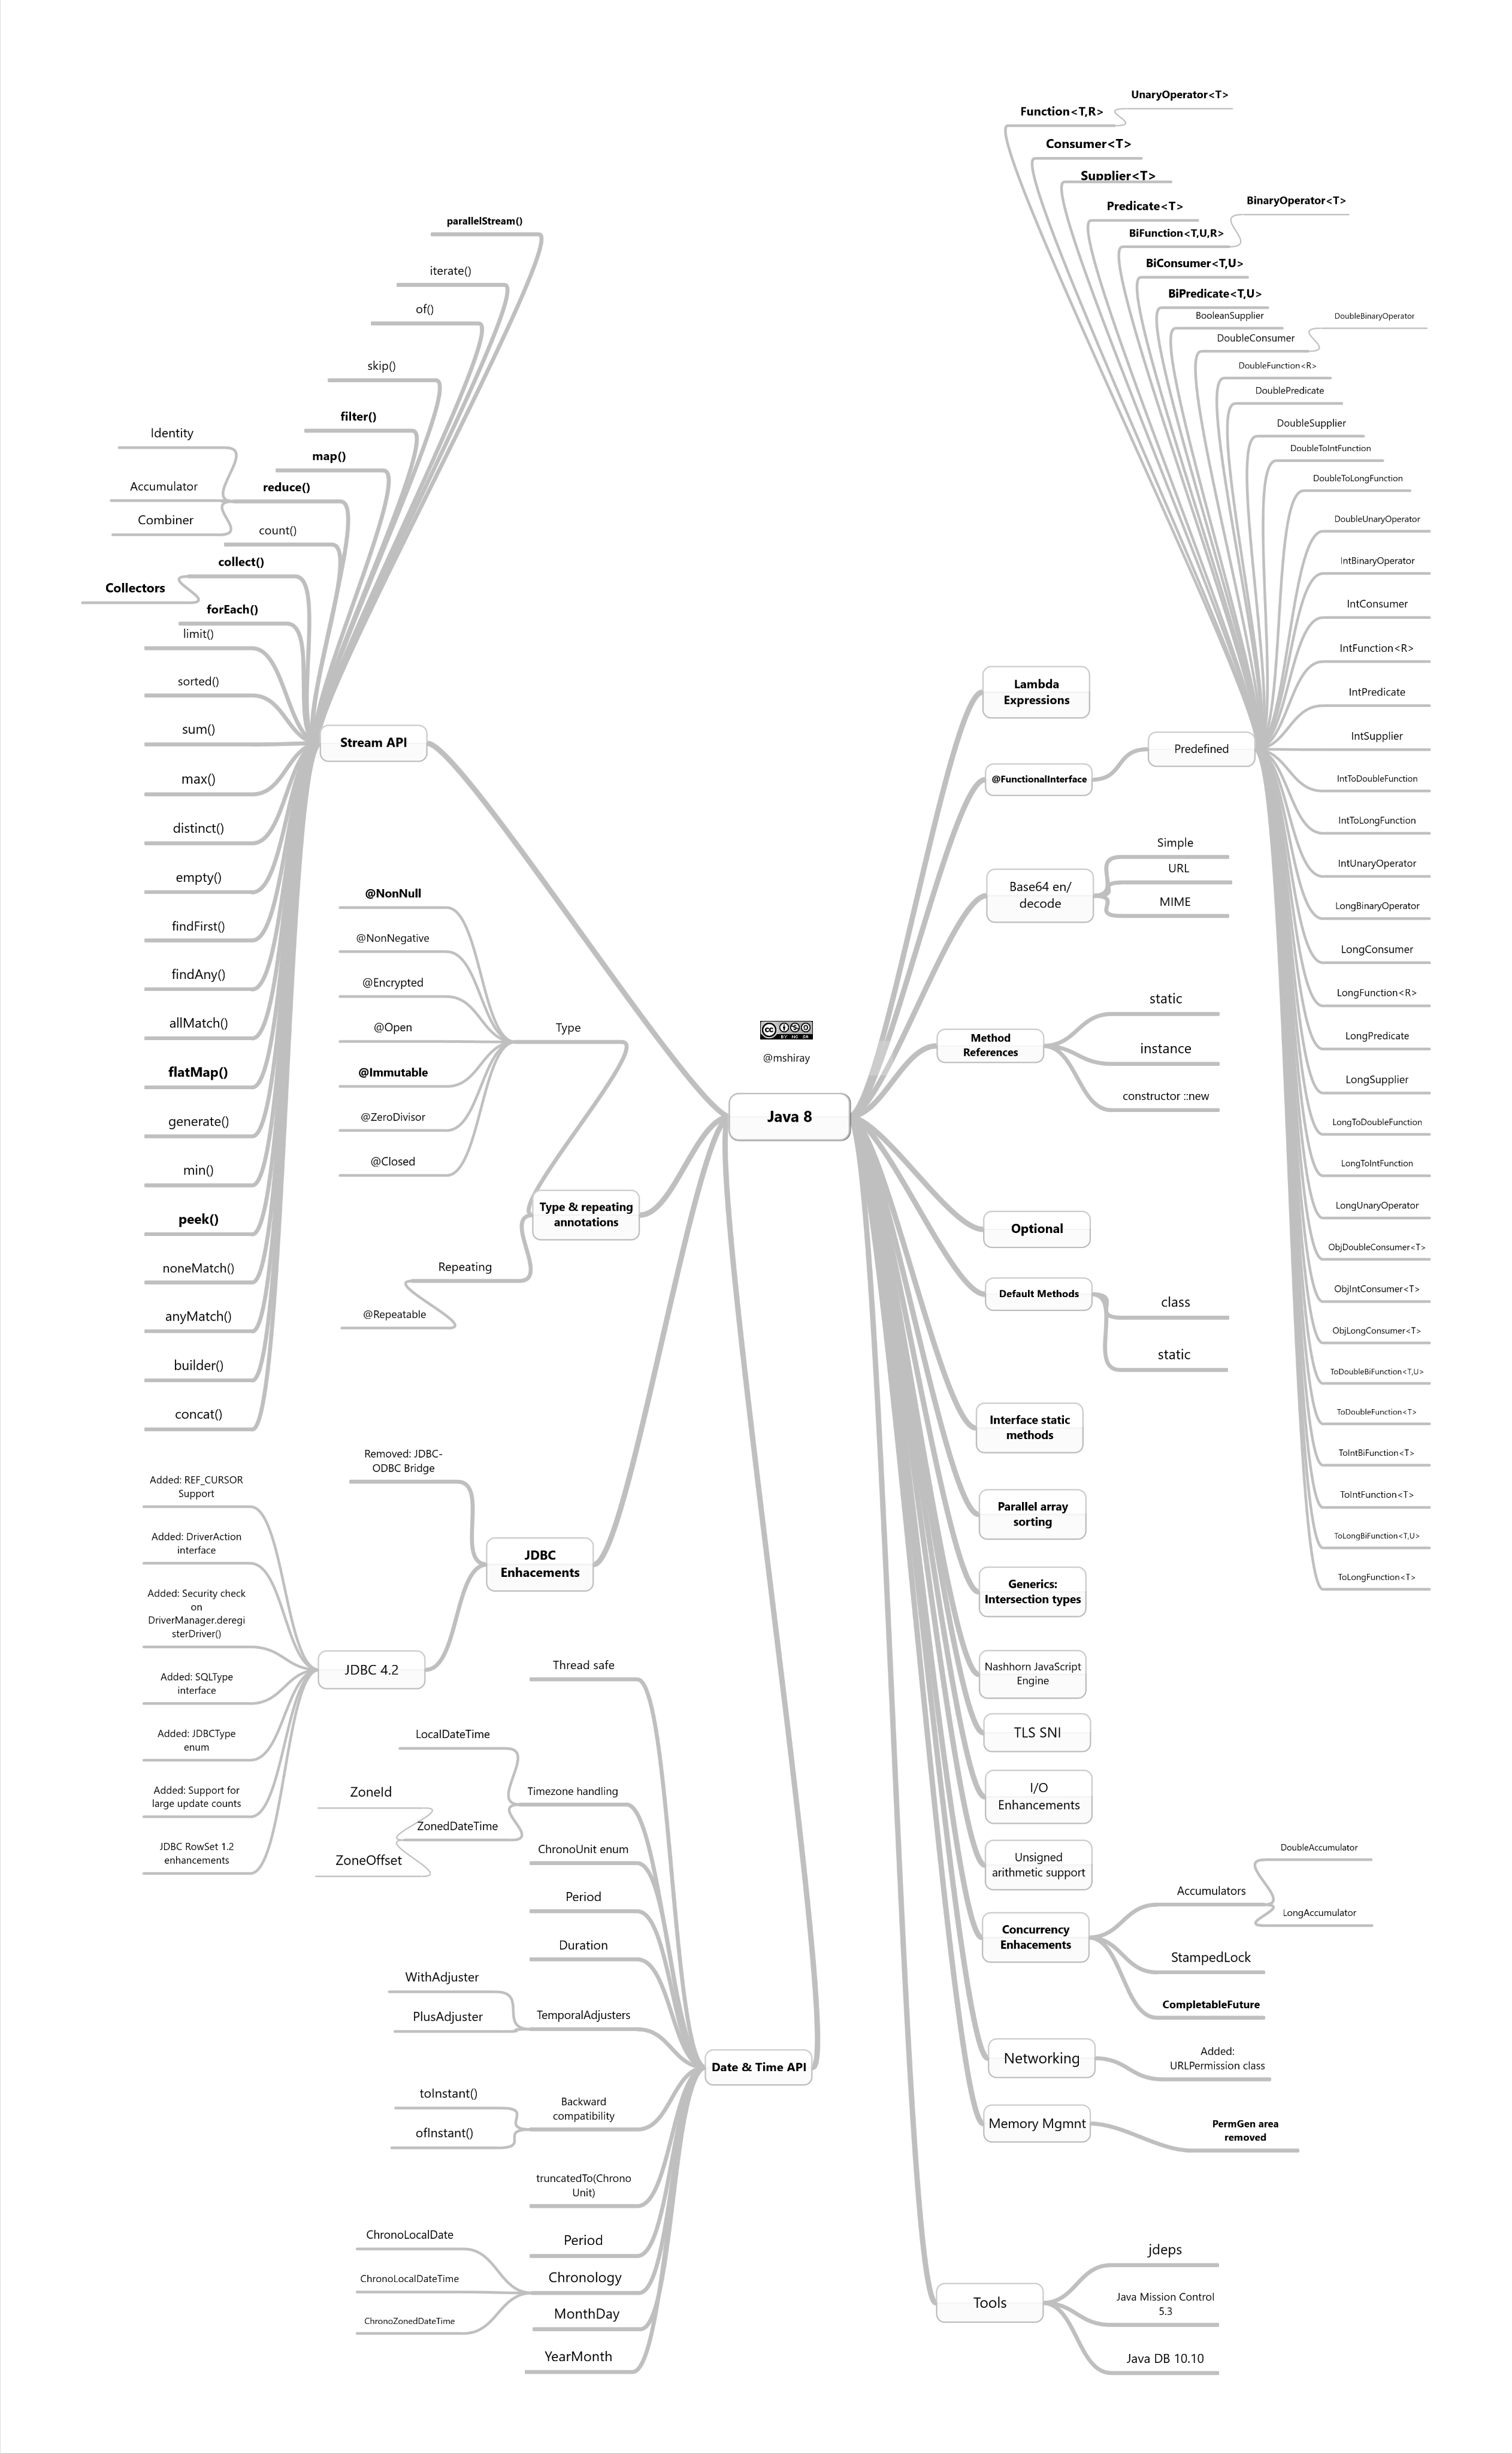 Java 8
@mshiray
CC BY NC SA
Lambda
Expressions
@FunctionalInterface
Predefined
Function<T,R>
UnaryOperator<T>
Consumer<T>
Supplier<T>
Predicate<T>
BiFunction<T,U,R>
BinaryOperator<T>
BiConsumer<T,U>
BiPredicate<T,U>
BooleanSupplier
DoubleConsumer
DoubleBinaryOperator
DoubleFunction<R>
DoublePredicate
DoubleSupplier
DoubleToIntFunction
DoubleToLongFunction
DoubleUnaryOperator
IntBinaryOperator
IntConsumer
IntFunction<R>
IntPredicate
IntSupplier
IntToDoubleFunction
IntToLongFunction
IntUnaryOperator
LongBinaryOperator
LongConsumer
LongFunction<R>
LongPredicate
LongSupplier
LongToDoubleFunction
LongToIntFunction
LongUnaryOperator
ObjDoubleConsumer<T>
ObjIntConsumer<T>
ObjLongConsumer<T>
ToDoubleBiFunction<T,U>
ToDoubleFunction<T>
ToIntBiFunction<T>
ToIntFunction<T>
ToLongBiFunction<T,U>
ToLongFunction<T>
Base64 en/
decode
Simple
URL
MIME
Method
References
static
instance
constructor ::new
Optional
Default Methods
class
static
Interface static
methods
Parallel array
sorting
Generics:
Intersection types
Nashhorn JavaScript
Engine
TLS SNI
I/O
Enhancements
Unsigned
arithmetic support
Concurrency
Enhacements
Accumulators
DoubleAccumulator
LongAccumulator
StampedLock
CompletableFuture
Networking
Added:
URLPermission class
Memory Mgmnt
PermGen area
removed
Tools
jdeps
Java Mission Control
5.3
Java DB 10.10
Stream API
parallelStream()
iterate()
of()
skip()
filter()
map()
reduce()
Identity
Accumulator
Combiner
count()
collect()
Collectors
forEach()
limit()
sorted()
sum()
max()
distinct()
empty()
findFirst()
findAny()
allMatch()
flatMap()
generate()
min()
peek()
noneMatch()
anyMatch()
builder()
concat()
Type & repeating
annotations
Type
@NonNull
@NonNegative
@Encrypted
@Open
@Immutable
@ZeroDivisor
@Closed
Repeating
@Repeatable
JDBC
Enhacements
Removed: JDBC-
ODBC Bridge
JDBC 4.2
Added: REF_CURSOR
Support
Added: DriverAction
interface
Added: Security check
on
DriverManager.deregi
sterDriver()
Added: SQLType
interface
Added: JDBCType
enum
Added: Support for
large update counts
JDBC RowSet 1.2
enhancements
Date & Time API
Thread safe
Timezone handling
LocalDateTime
ZonedDateTime
ZoneId
ZoneOffset
ChronoUnit enum
Period
Duration
TemporalAdjusters
WithAdjuster
PlusAdjuster
Backward
compatibility
toInstant()
ofInstant()
truncatedTo(Chrono
Unit)
Period
Chronology
ChronoLocalDate
ChronoLocalDateTime
ChronoZonedDateTime
MonthDay
YearMonth